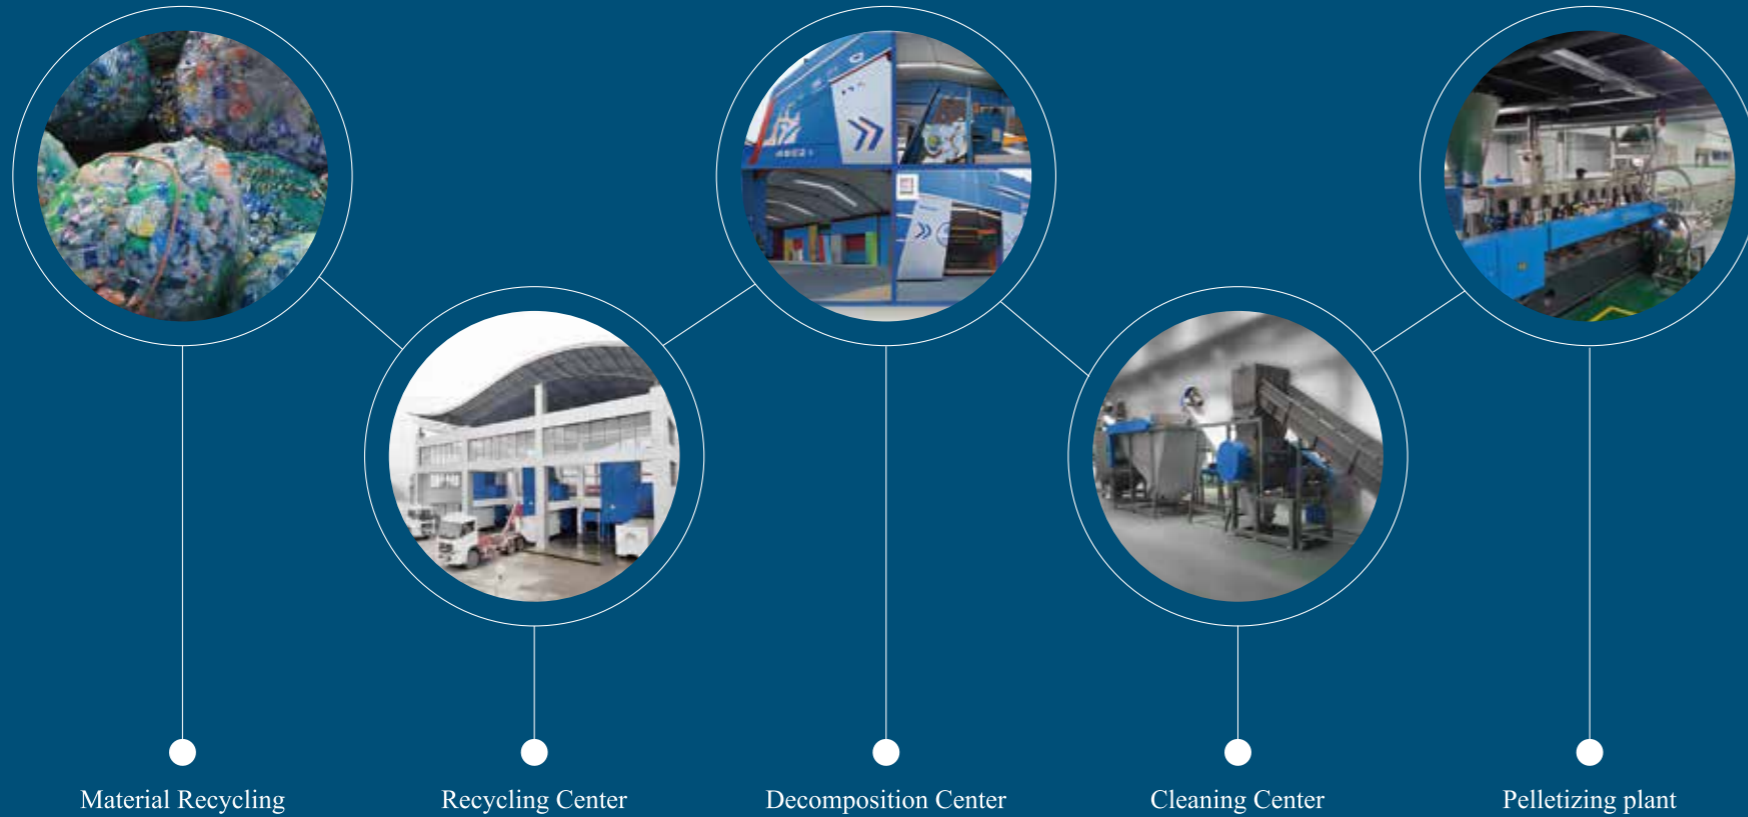 Material Recycling
Recycling Center
Decomposition Center
Cleaning Center
Pelletizing plant